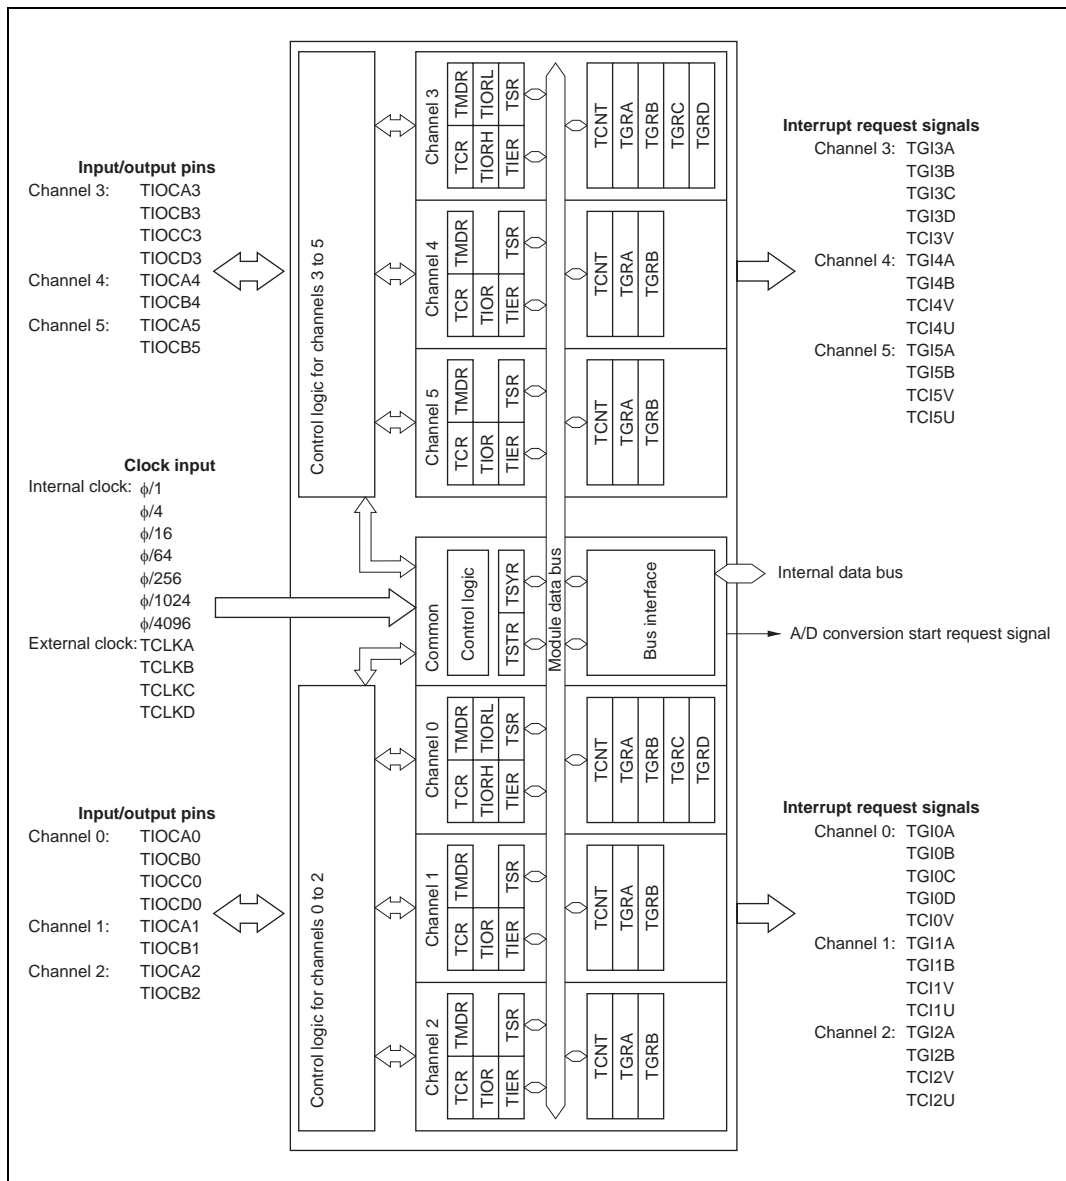 Input/output pins
Channel 3: TIOCA3
TIOCB3
TIOCC3
TIOCD3
Channel 4: TIOCA4
TIOCB4
Channel 5: TIOCA5
TIOCB5
Clock input
Internal clock: ϕ/1
ϕ/4
ϕ/16
ϕ/64
ϕ/256
ϕ/1024
ϕ/4096
External clock: TCLKA
TCLKB
TCLKC
TCLKD
Input/output pins
Channel 0: TIOCA0
TIOCB0
TIOCC0
TIOCD0
Channel 1: TIOCA1
TIOCB1
Channel 2: TIOCA2
TIOCB2
Control logic for channels 3 to 5
Control logic for channels 0 to 2
Channel 3
TCR TMDR
TIORH TIORL
TIER TSR
TCNT
TGRA
TGRB
TGRC
TGRD
Channel 4
TCR TMDR
TIOR
TIER TSR
TCNT
TGRA
TGRB
Channel 5
TCR TMDR
TIOR
TIER TSR
TCNT
TGRA
TGRB
Common
Control logic
TSTR TSYR
Module data bus
Bus interface
Channel 0
TCR TMDR
TIORH TIORL
TIER TSR
TCNT
TGRA
TGRB
TGRC
TGRD
Channel 1
TCR TMDR
TIOR
TIER TSR
TCNT
TGRA
TGRB
Channel 2
TCR TMDR
TIOR
TIER TSR
TCNT
TGRA
TGRB
Interrupt request signals
Channel 3: TGI3A
TGI3B
TGI3C
TGI3D
TCI3V
Channel 4: TGI4A
TGI4B
TCI4V
TCI4U
Channel 5: TGI5A
TGI5B
TCI5V
TCI5U
Internal data bus
A/D conversion start request signal
Interrupt request signals
Channel 0: TGI0A
TGI0B
TGI0C
TGI0D
TCI0V
Channel 1: TGI1A
TGI1B
TCI1V
TCI1U
Channel 2: TGI2A
TGI2B
TCI2V
TCI2U